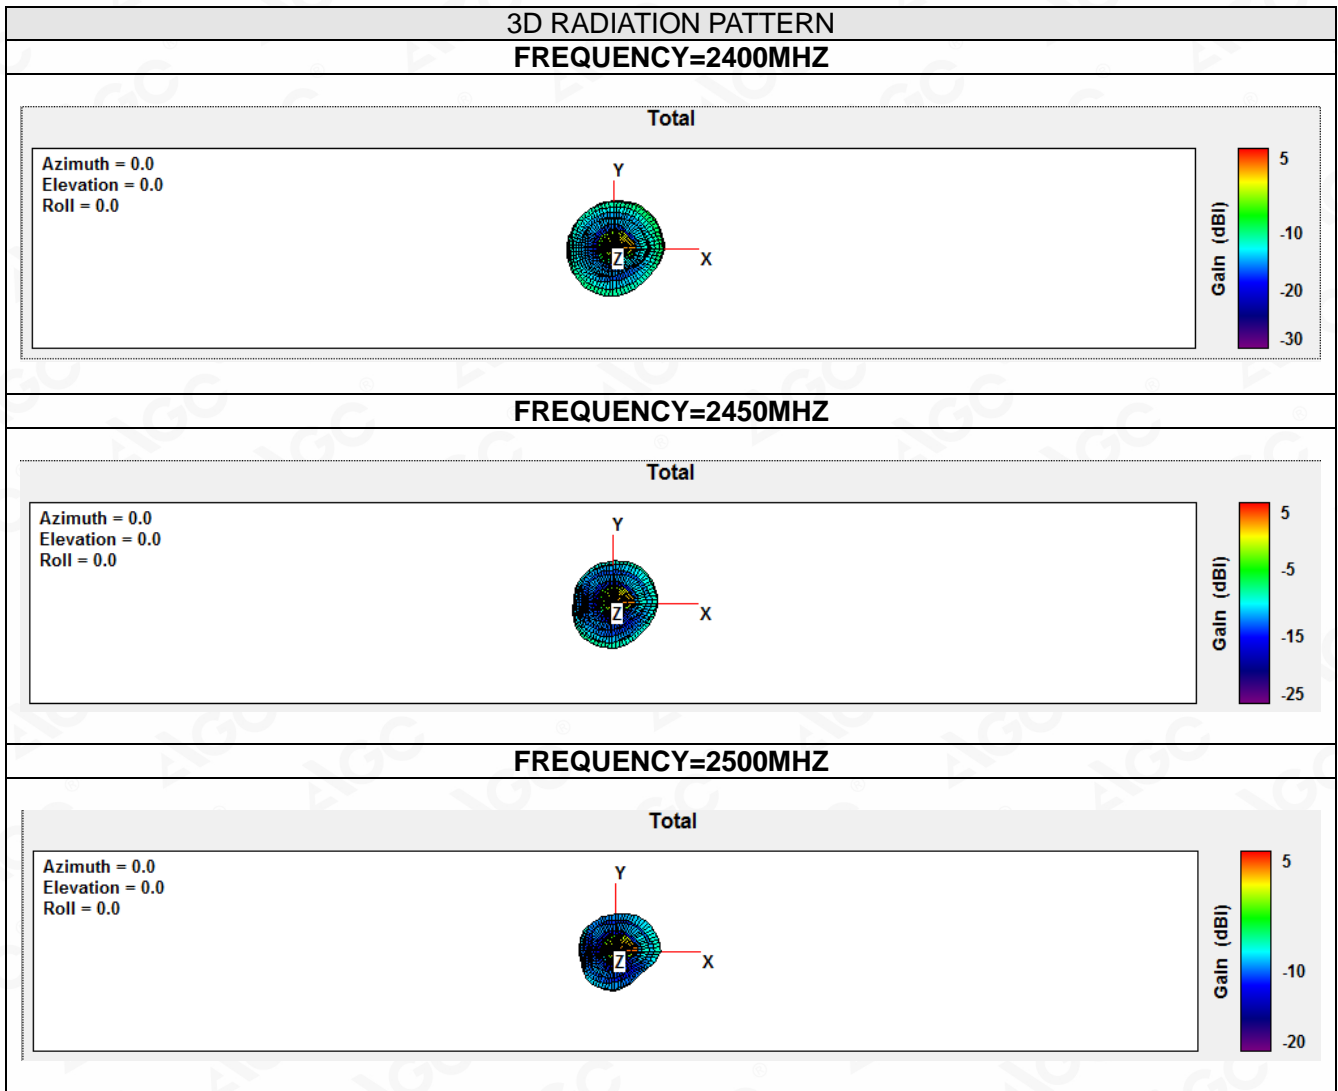 3D RADIATION PATTERN
FREQUENCY=2400MHZ
Total
Azimuth = 0.0
Elevation = 0.0
Roll = 0.0
Y
Z
X
Gain (dBi)
5
-10
-20
-30
FREQUENCY=2450MHZ
Total
Azimuth = 0.0
Elevation = 0.0
Roll = 0.0
Y
Z
X
Gain (dBi)
5
-5
-15
-25
FREQUENCY=2500MHZ
Total
Azimuth = 0.0
Elevation = 0.0
Roll = 0.0
Y
Z
X
Gain (dBi)
5
-10
-20